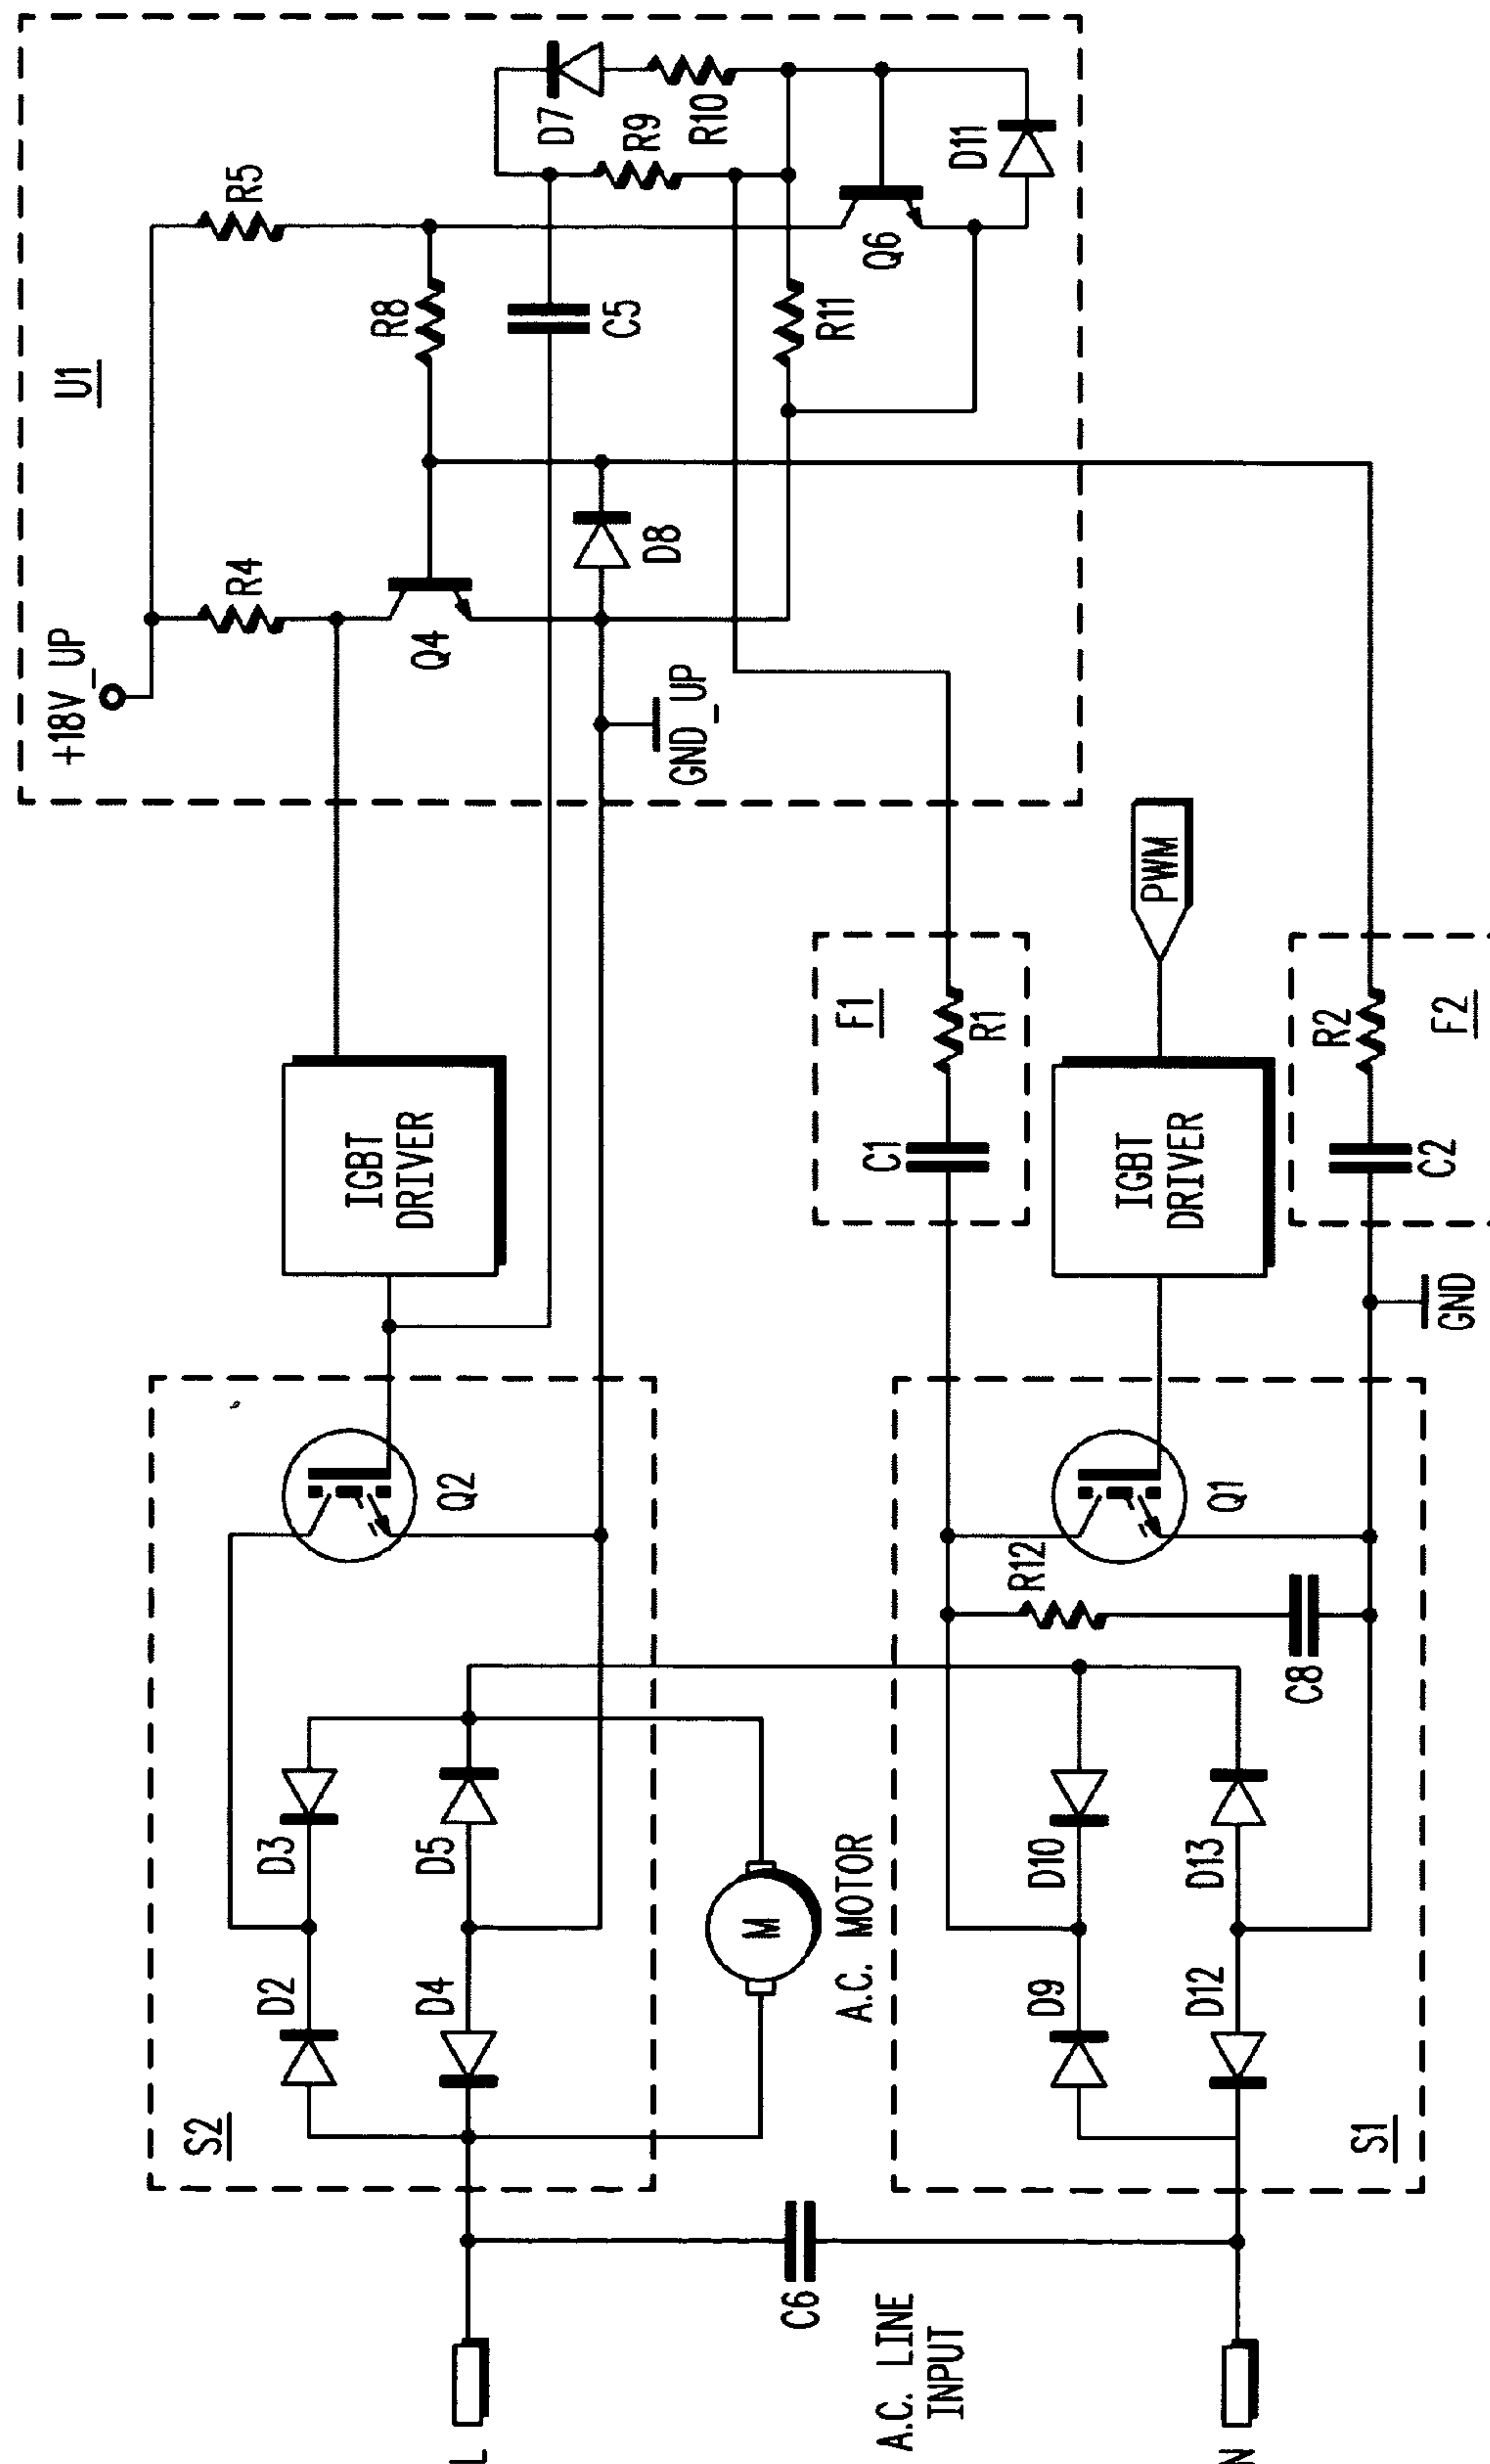 U1
+18V_UP
R5
R4
R8
Q4
D8
GND_UP
C5
D7
R9
R10
R11
Q6
D11
IGBT
DRIVER
F1
R1
C1
PWM
IGBT
DRIVER
R2
F2
C2
GND
Q2
S2
D2
D3
D4
D5
M
A.C. MOTOR
Q1
R12
C8
D9
D10
D12
D13
S1
C6
A.C. LINE
INPUT
L
N